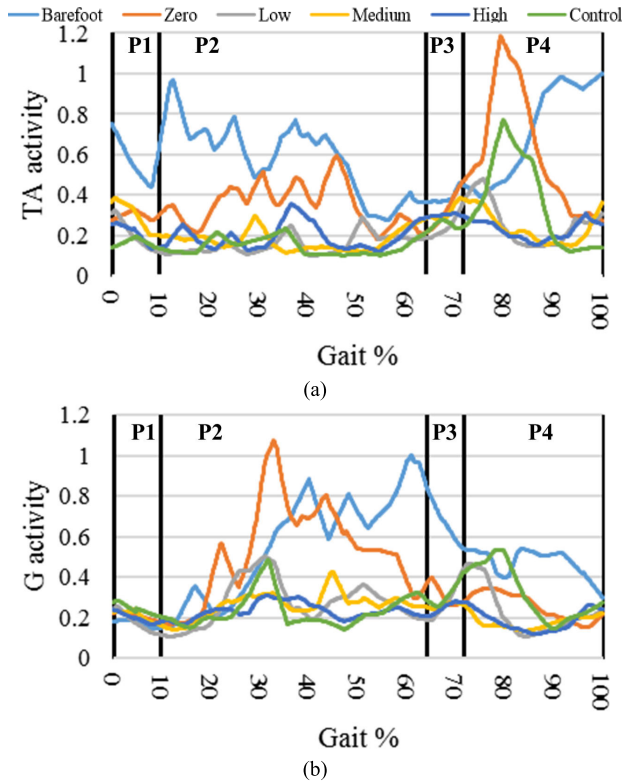 Barefoot Zero Low Medium High Control
1.2
1
0.8
0.6
0.4
0.2
0
TA activity
P1 P2 P3 P4
0 10 20 30 40 50 60 70 80 90 100
Gait %
(a)
1.2
1
0.8
0.6
0.4
0.2
0
G activity
P1 P2 P3 P4
0 10 20 30 40 50 60 70 80 90 100
Gait %
(b)